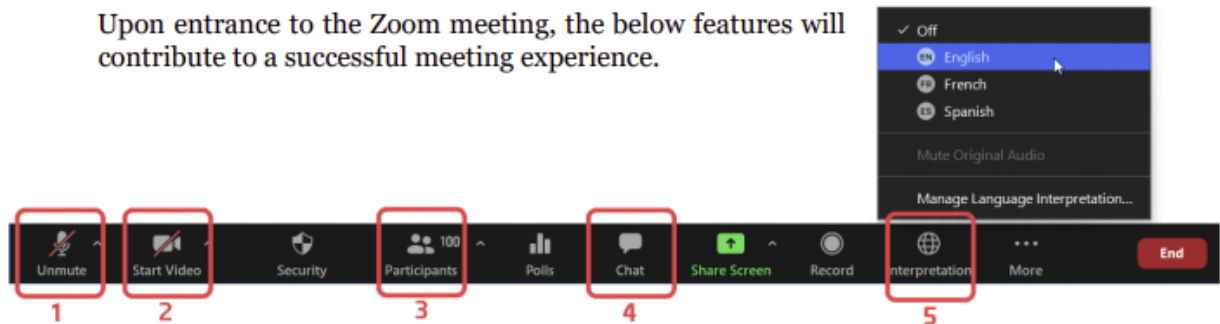 Upon entrance to the Zoom meeting, the below features will
contribute to a successful meeting experience.
✓ Off
EN English
FR French
ES Spanish
Mute Original Audio
Manage Language Interpretation...
100
Unmute Start Video Security Participants Polls Chat Share Screen Record Interpretation More End
1 2 3 4 5